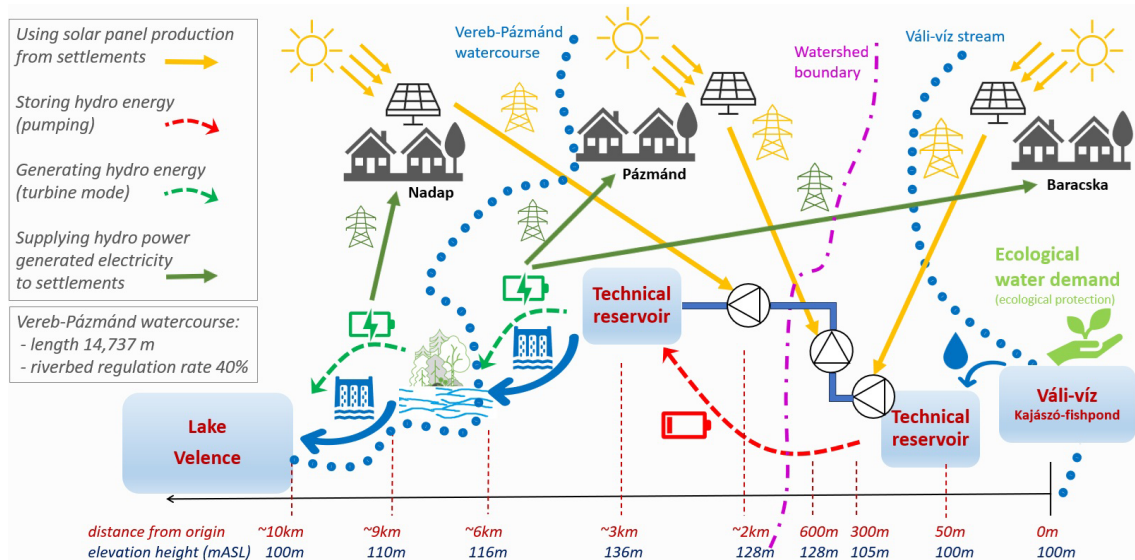 Using solar panel production
from settlements
Storing hydro energy
(pumping)
Generating hydro energy
(turbine mode)
Supplying hydro power
generated electricity
to settlements
Vereb-Pázmánd watercourse:
- length 14,737 m
- riverbed regulation rate 40%
Vereb-Pázmánd
watercourse
Watershed
boundary
Váli-víz stream
Nadap
Pázmánd
Baracska
Ecological
water demand
(ecological protection)
Technical
reservoir
Technical
reservoir
Váli-víz
Kajászó-fishpond
Lake
Velence
distance from origin ~10km ~9km ~6km ~3km ~2km 600m 300m 50m 0m
elevation height (mASL) 100m 110m 116m 136m 128m 128m 105m 100m 100m